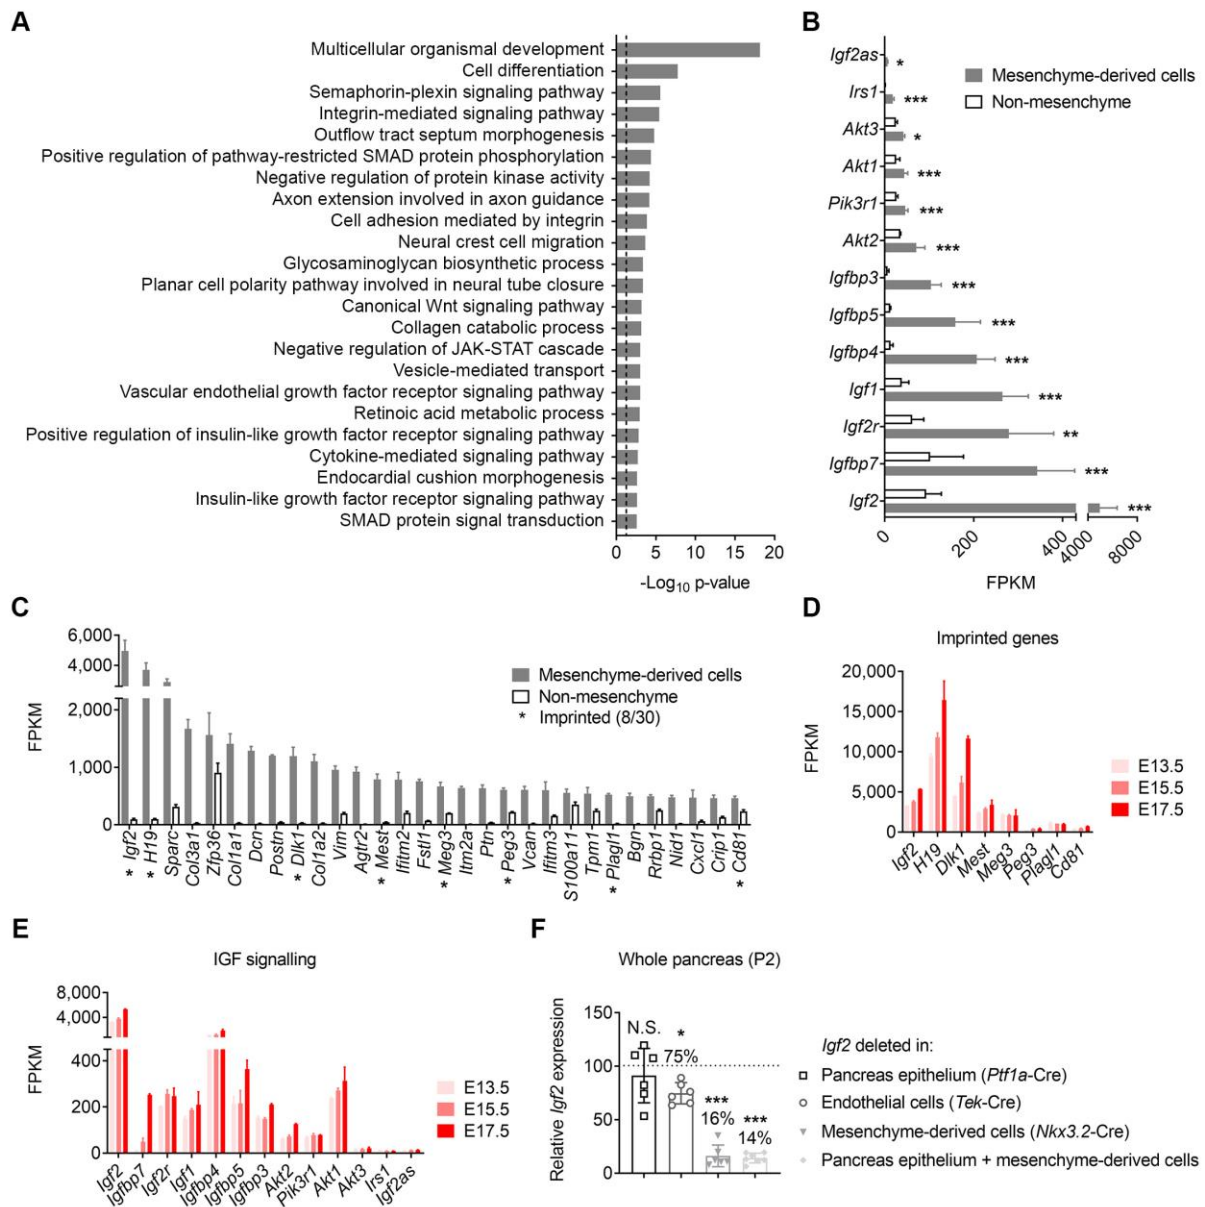 A
Multicellular organismal development
Cell differentiation
Semaphorin-plexin signaling pathway
Integrin-mediated signaling pathway
Outflow tract septum morphogenesis
Positive regulation of pathway-restricted SMAD protein phosphorylation
Negative regulation of protein kinase activity
Axon extension involved in axon guidance
Cell adhesion mediated by integrin
Neural crest cell migration
Glycosaminoglycan biosynthetic process
Planar cell polarity pathway involved in neural tube closure
Canonical Wnt signaling pathway
Collagen catabolic process
Negative regulation of JAK-STAT cascade
Vesicle-mediated transport
Vascular endothelial growth factor receptor signaling pathway
Retinoic acid metabolic process
Positive regulation of insulin-like growth factor receptor signaling pathway
Cytokine-mediated signaling pathway
Endocardial cushion morphogenesis
Insulin-like growth factor receptor signaling pathway
SMAD protein signal transduction
0 5 10 15 20
-Log10 p-value
B
Mesenchyme-derived cells
Non-mesenchyme
Igf2as *
Irs1 ***
Akt3 *
Akt1 ***
Pik3r1 ***
Akt2 ***
Igfbp3 ***
Igfbp5 ***
Igfbp4 ***
Igf1 ***
Igf2r **
Igfbp7 ***
Igf2 ***
0 200 400 4000 8000
FPKM
C
6,000
4,000
2,000
1,000
0
FPKM
Mesenchyme-derived cells
Non-mesenchyme
* Imprinted (8/30)
* Igf2
* H19
Sparc
Col3a1
Zfp36
Col1a1
Dcn
Postn
* Dlk1
Col1a2
Vim
Agtr2
* Mest
Ifitm2
Fstl1
* Meg3
Itm2a
Ptn
* Peg3
Vcan
Ifitm3
S100a11
Tpm1
* Plagl1
Bgn
Rrbp1
Nid1
Cxcl1
Crip1
* Cd81
D
Imprinted genes
20,000
15,000
10,000
5,000
0
FPKM
E13.5
E15.5
E17.5
Igf2
H19
Dlk1
Mest
Meg3
Peg3
Plagl1
Cd81
E
IGF signalling
8,000
4,000
400
200
0
FPKM
E13.5
E15.5
E17.5
Igf2
Igfbp7
Igf2r
Igf1
Igfbp4
Igfbp5
Igfbp3
Akt2
Pik3r1
Akt1
Akt3
Irs1
Igf2as
F
Whole pancreas (P2)
Relative Igf2 expression
150
100
50
0
N.S.
*
75%
***
16%
***
14%
Igf2 deleted in:
Pancreas epithelium (Ptf1a-Cre)
Endothelial cells (Tek-Cre)
Mesenchyme-derived cells (Nkx3.2-Cre)
Pancreas epithelium + mesenchyme-derived cells